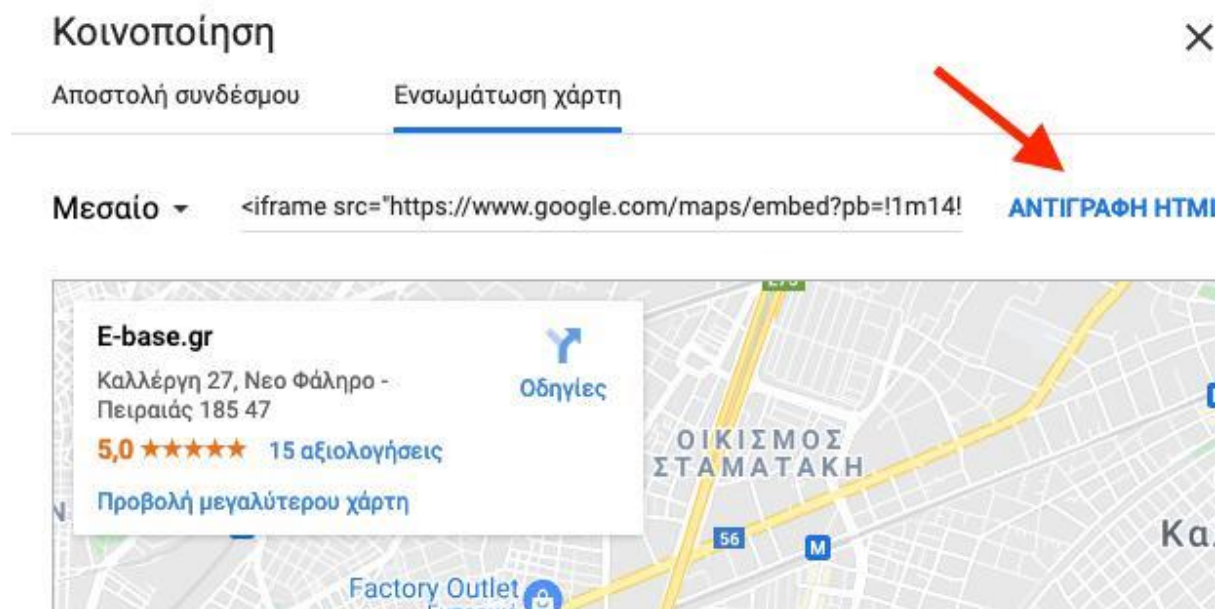 Κοινοποίηση
Αποστολή συνδέσμου Ενσωμάτωση χάρτη
Μεσαίο <iframe src="https://www.google.com/maps/embed?pb=!1m14! ΑΝΤΙΓΡΑΦΗ HTML
E-base.gr
Καλλέργη 27, Νεο Φάληρο -
Πειραιάς 185 47
Οδηγίες
5,0 ★★★★★ 15 αξιολογήσεις
Προβολή μεγαλύτερου χάρτη
ΟΙΚΙΣΜΟΣ
ΣΤΑΜΑΤΑΚΗ
56
M
Κα
Factory Outlet